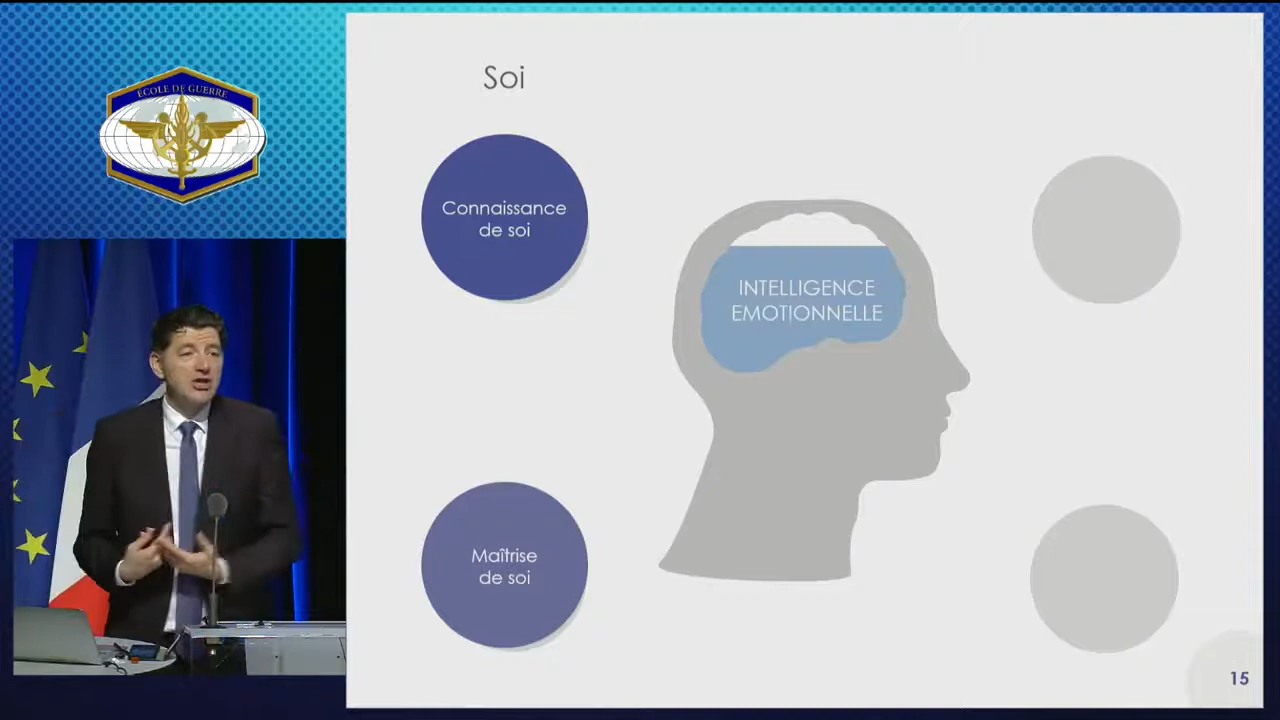 ECOLE DE GUERRE
Soi
Connaissance
de soi
INTELLIGENCE
EMOTIONNELLE
Maîtrise
de soi
15